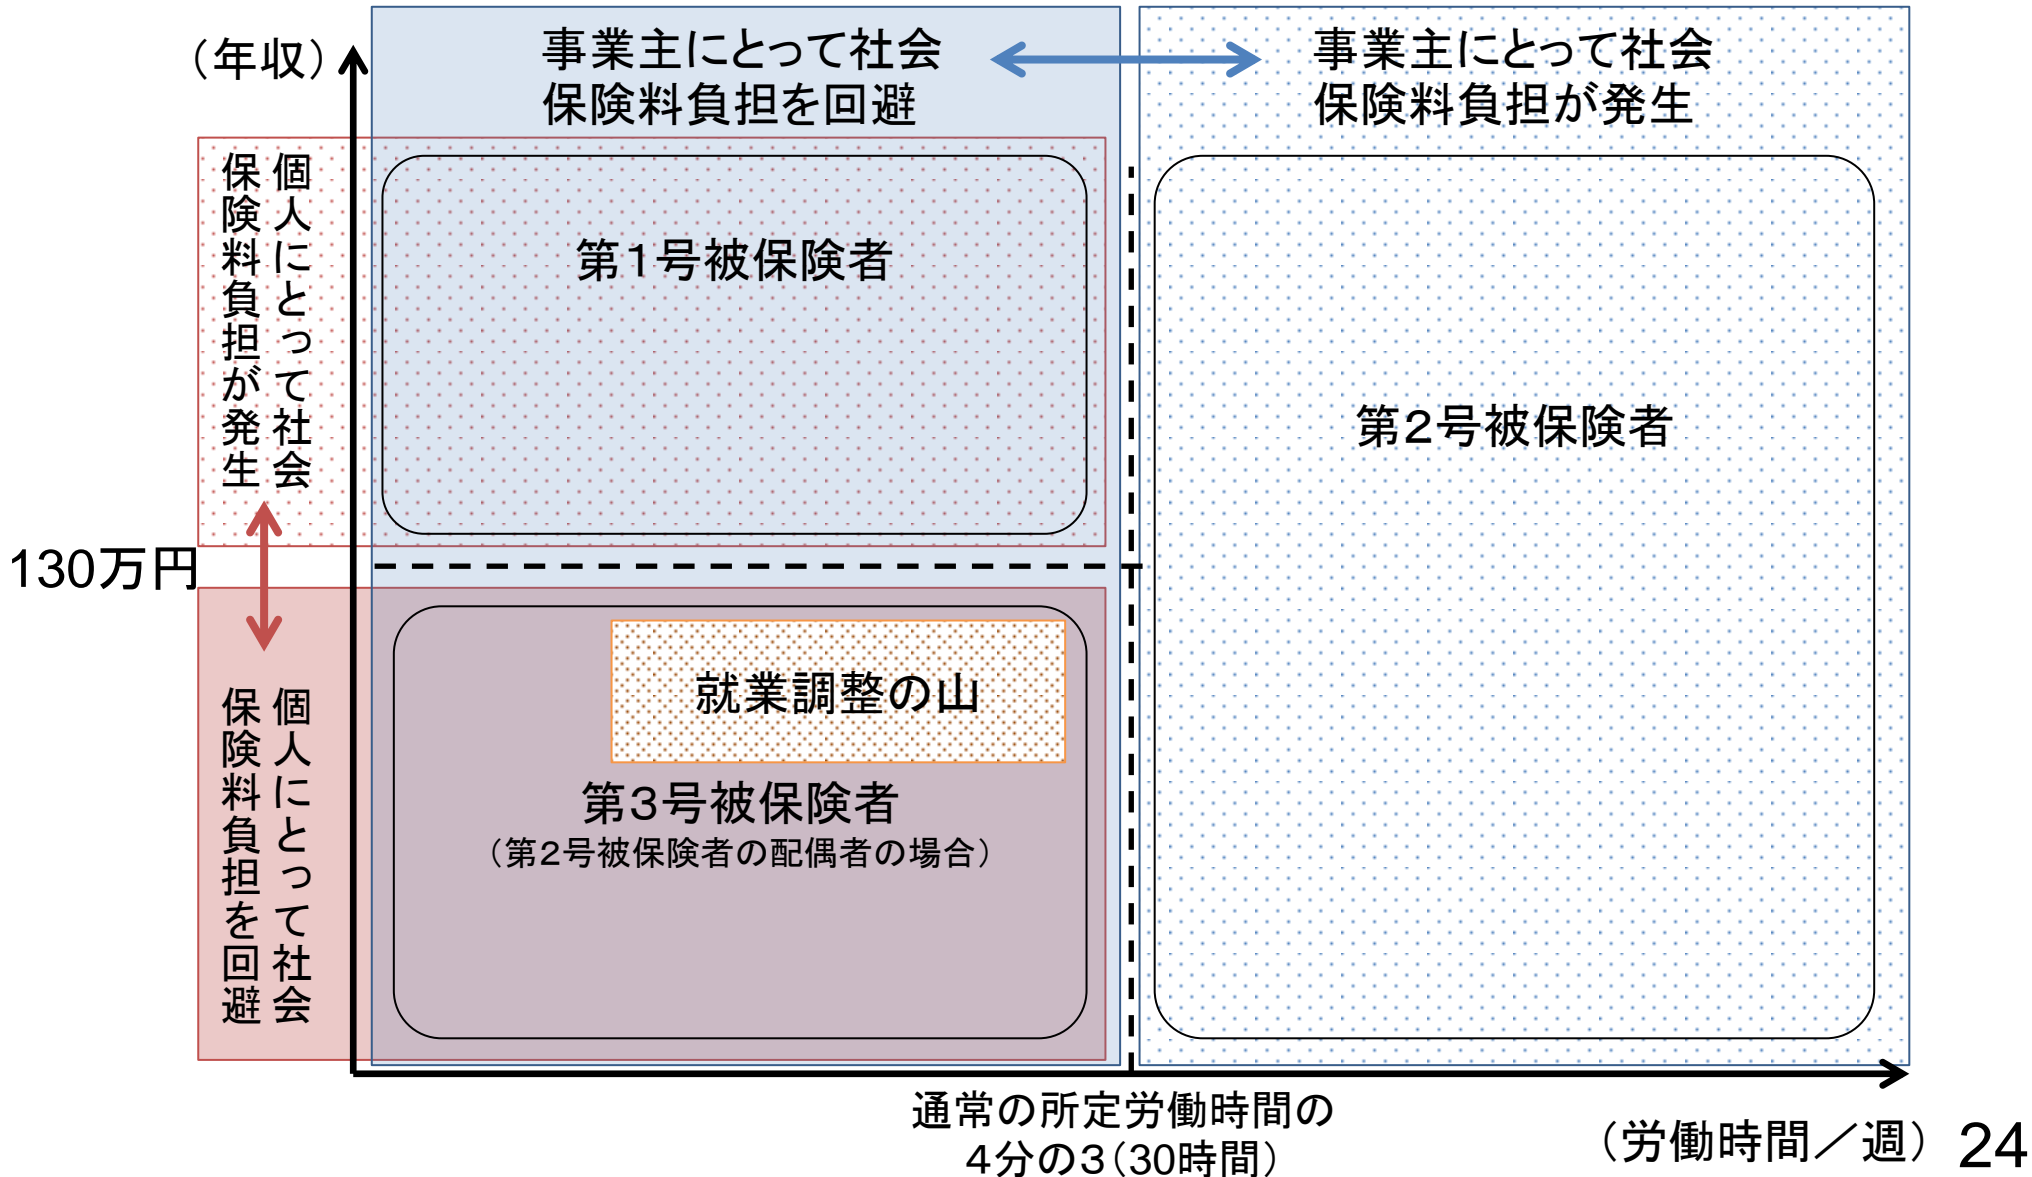 （年収）
事業主にとって社会
保険料負担を回避
事業主にとって社会
保険料負担が発生
個人にとって社会
保険料負担が発生
第1号被保険者
第2号被保険者
130万円
就業調整の山
個人にとって社会
保険料負担を回避
第3号被保険者
（第2号被保険者の配偶者の場合）
通常の所定労働時間の
4分の3（30時間）
（労働時間／週）
24